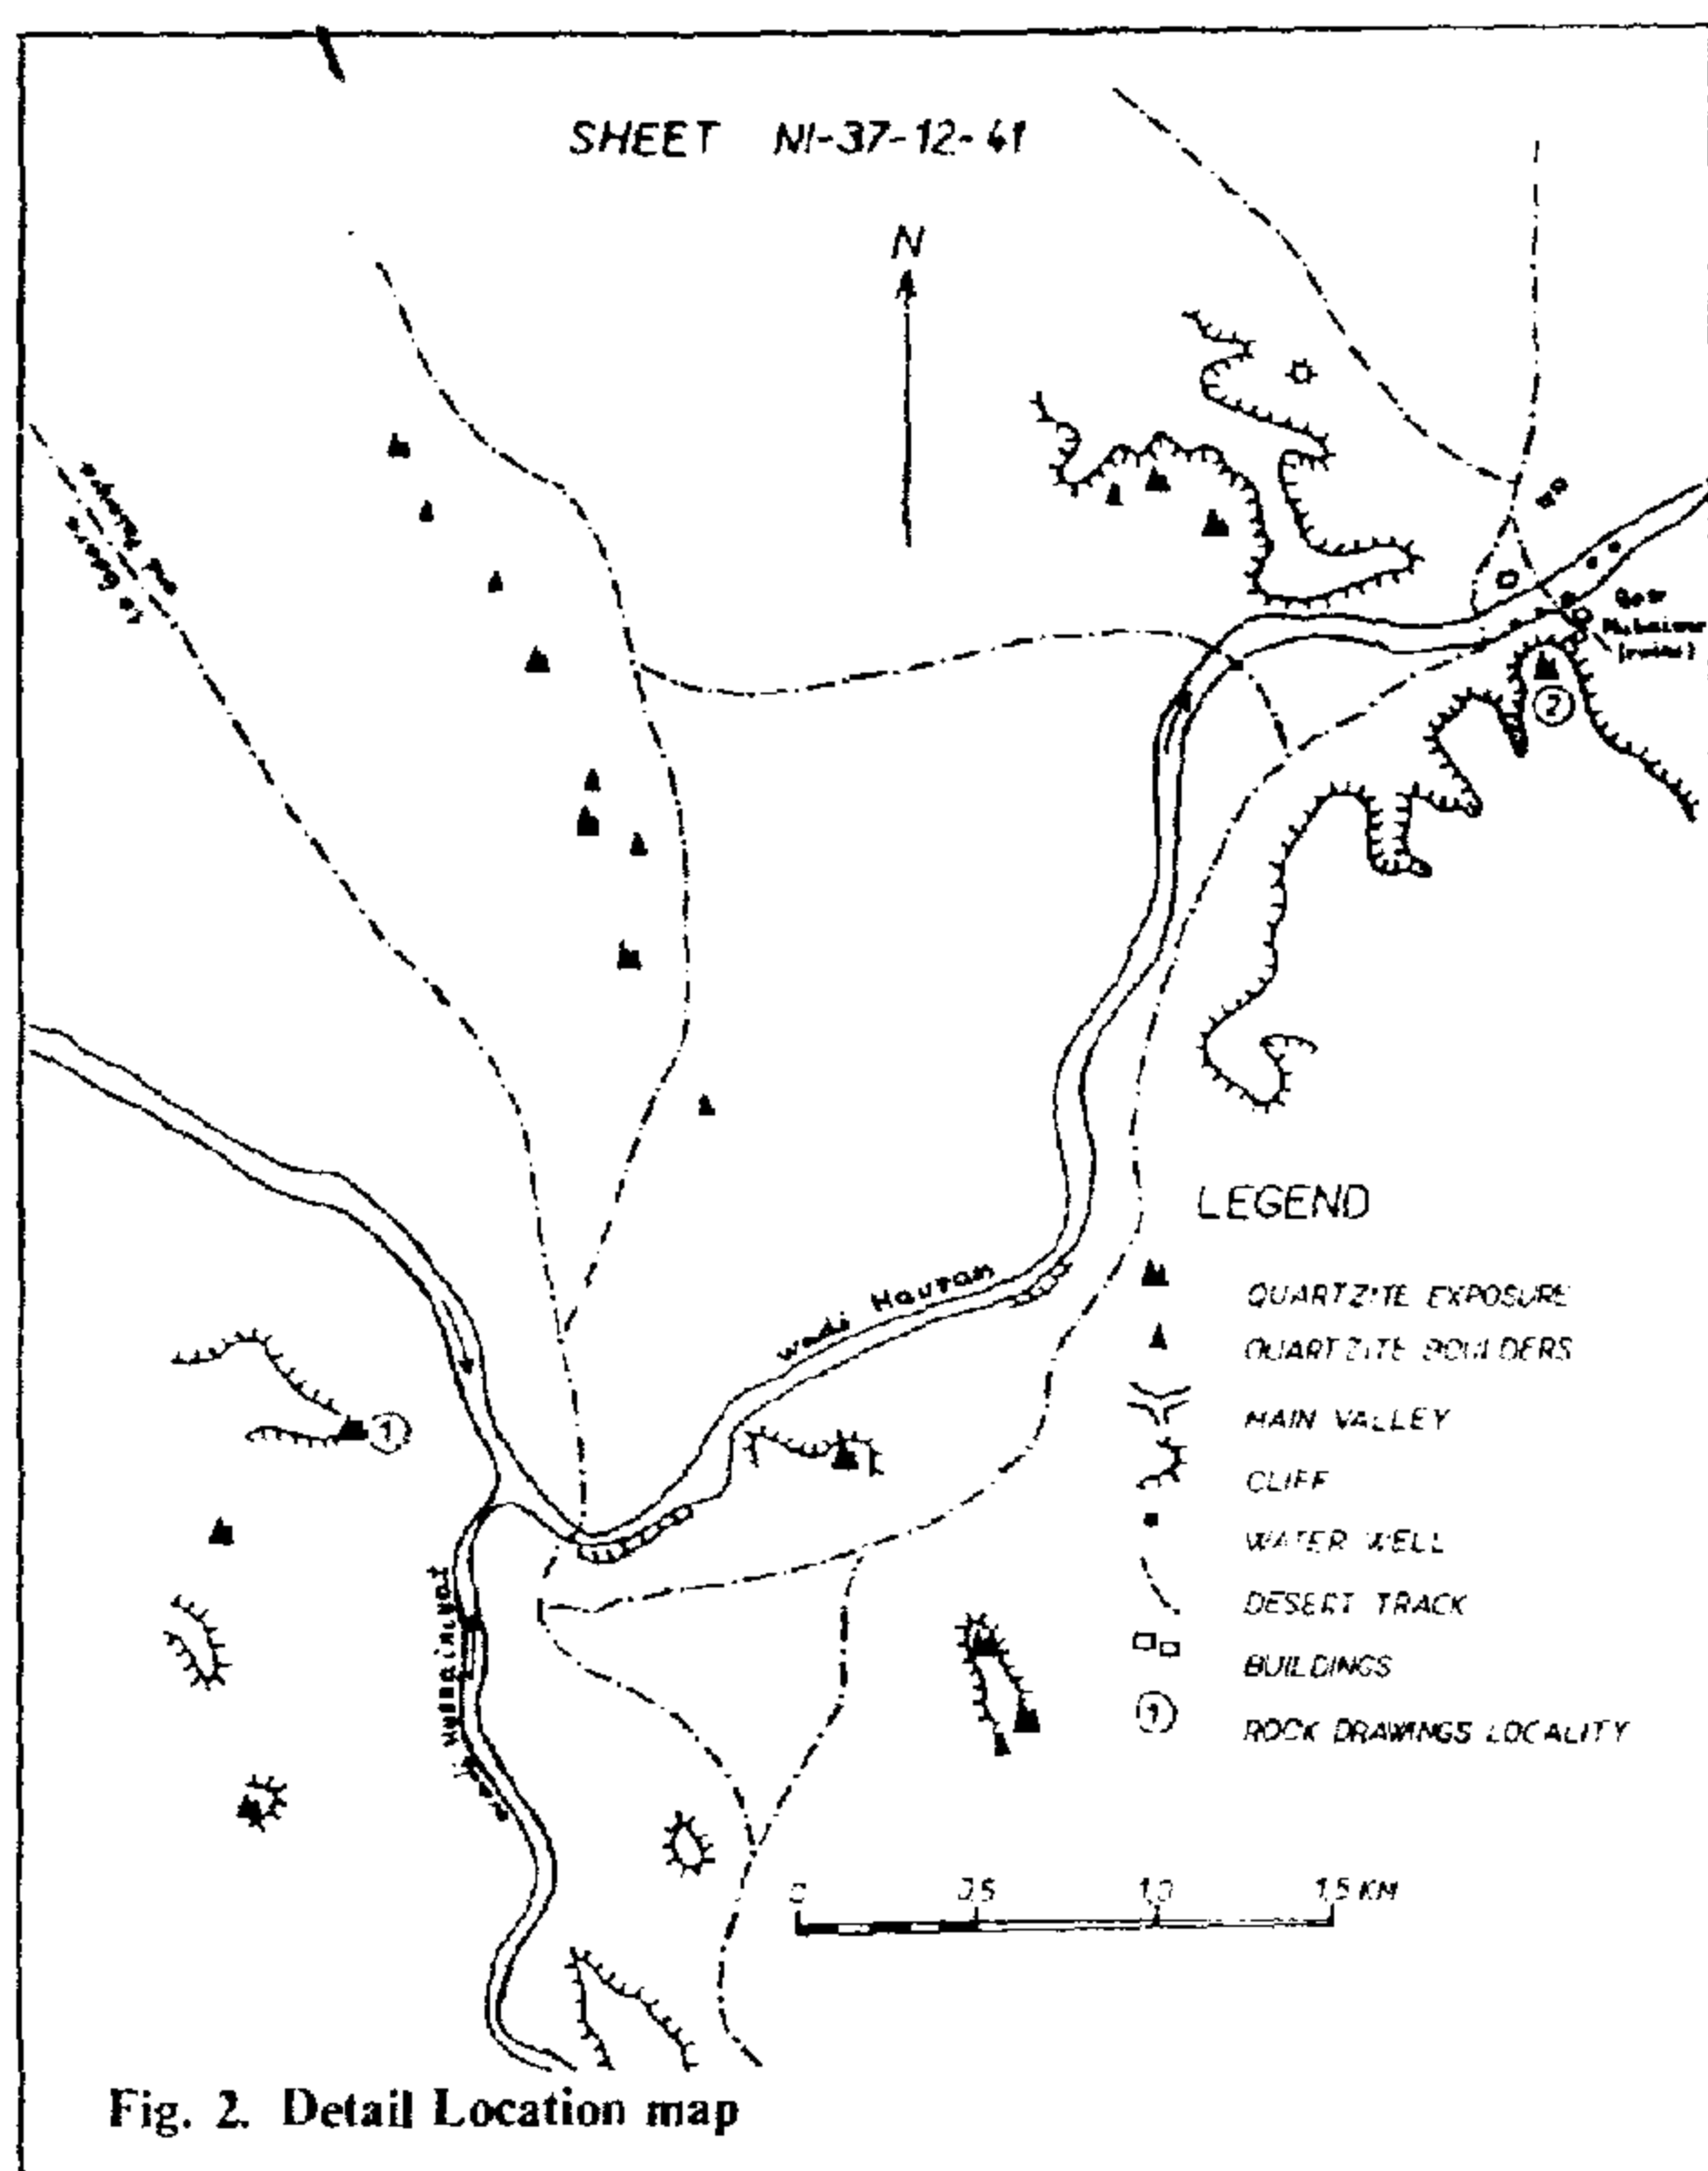 SHEET NI-37-12-41
N
2
Wadi HAURAN
1
LEGEND
QUARTZITE EXPOSURE
QUARTZITE BOULDERS
MAIN VALLEY
CLIFF
WATER WELL
DESERT TRACK
BUILDINGS
1
ROCK DRAWINGS LOCALITY
0 0,5 1,0 1,5 KM
Fig. 2. Detail Location map